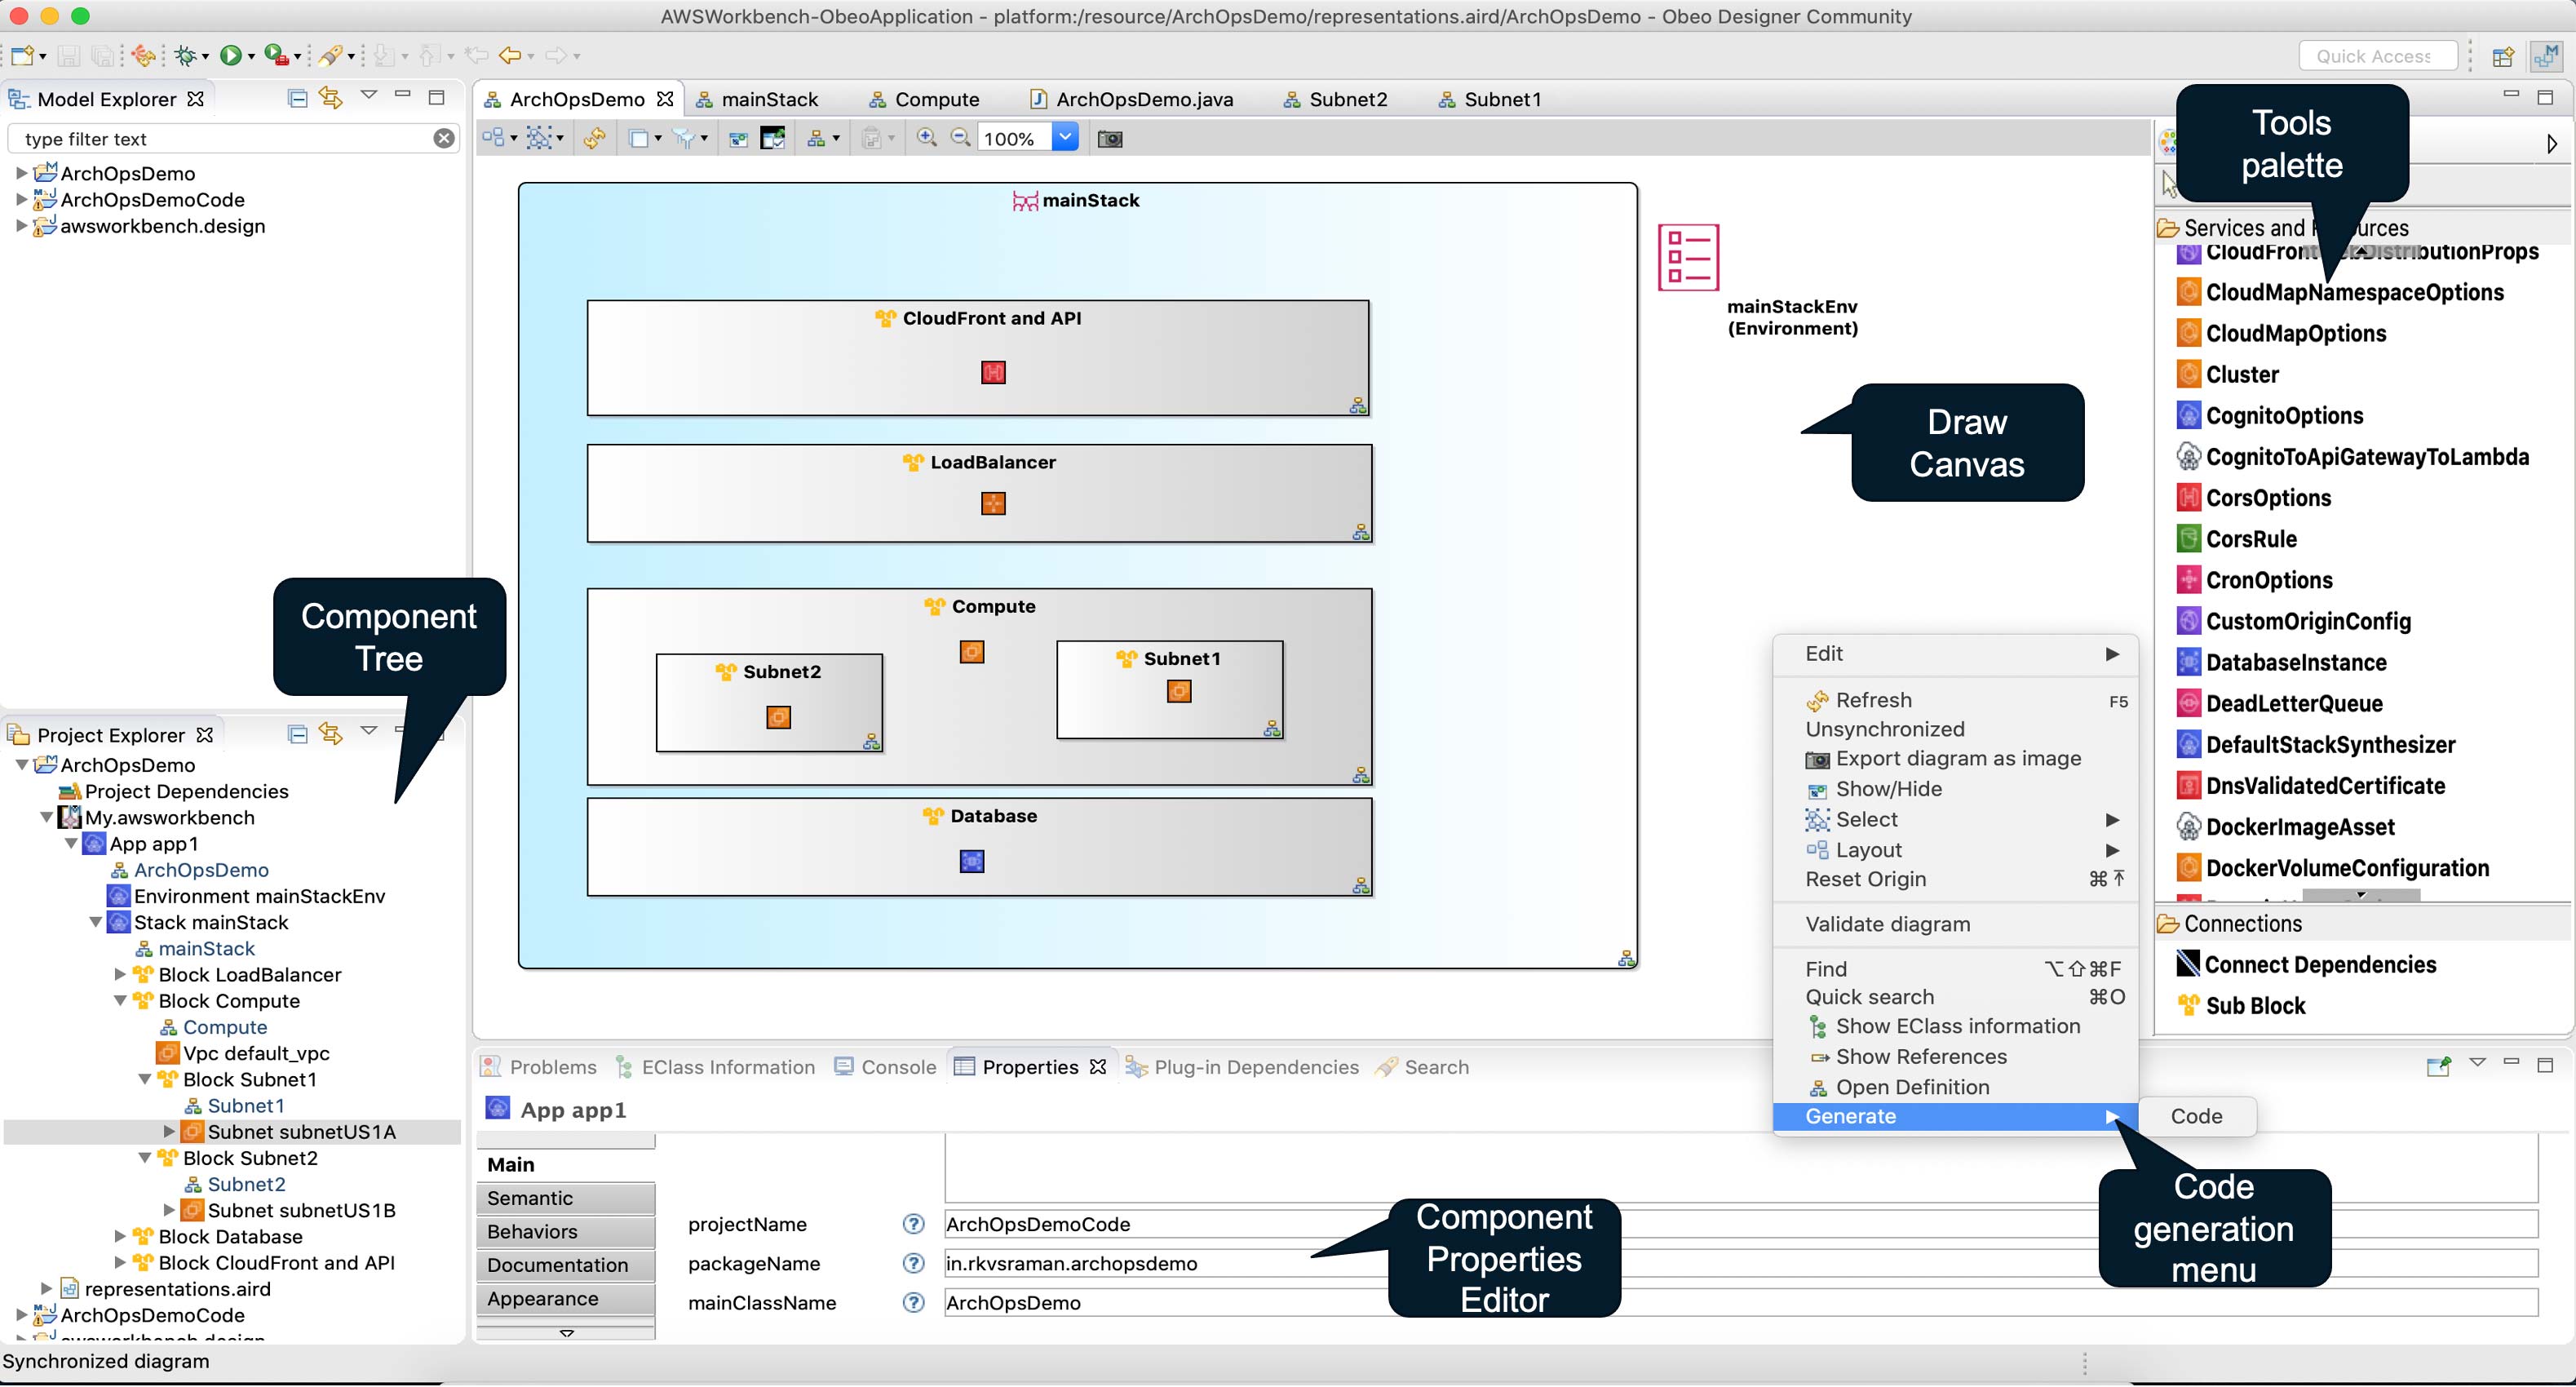 AWSWorkbench-ObeoApplication - platform:/resource/ArchOpsDemo/representations.aird/ArchOpsDemo - Obeo Designer Community
Quick Access
Model Explorer
type filter text
ArchOpsDemo
ArchOpsDemoCode
awsworkbench.design
Component
Tree
Project Explorer
ArchOpsDemo
Project Dependencies
My.awsworkbench
App app1
ArchOpsDemo
Environment mainStackEnv
Stack mainStack
mainStack
Block LoadBalancer
Block Compute
Compute
Vpc default_vpc
Block Subnet1
Subnet1
Subnet subnetUS1A
Block Subnet2
Subnet2
Subnet subnetUS1B
Block Database
Block CloudFront and API
representations.aird
ArchOpsDemoCode
awsworkbench.design
Synchronized diagram
ArchOpsDemo
mainStack
Compute
ArchOpsDemo.java
Subnet2
Subnet1
100%
mainStack
CloudFront and API
LoadBalancer
Compute
Subnet2
Subnet1
Database
mainStackEnv
(Environment)
Draw
Canvas
Tools
palette
Services and
CloudMapNamespaceOptions
CloudMapOptions
Cluster
CognitoOptions
CognitoToApiGatewayToLambda
CorsOptions
CorsRule
CronOptions
CustomOriginConfig
DatabaseInstance
DeadLetterQueue
DefaultStackSynthesizer
DnsValidatedCertificate
DockerImageAsset
DockerVolumeConfiguration
Connections
Connect Dependencies
Sub Block
Edit
Refresh F5
Unsynchronized
Export diagram as image
Show/Hide
Select
Layout
Reset Origin ⌘⤒
Validate diagram
Find ⌥⇧⌘F
Quick search ⌘O
Show EClass information
Show References
Open Definition
Generate
Code
Code
generation
menu
Problems
EClass Information
Console
Properties
Plug-in Dependencies
Search
App app1
Main
Semantic
Behaviors
Documentation
Appearance
projectName
ArchOpsDemoCode
packageName
in.rkvsraman.archopsdemo
mainClassName
ArchOpsDemo
Component
Properties
Editor